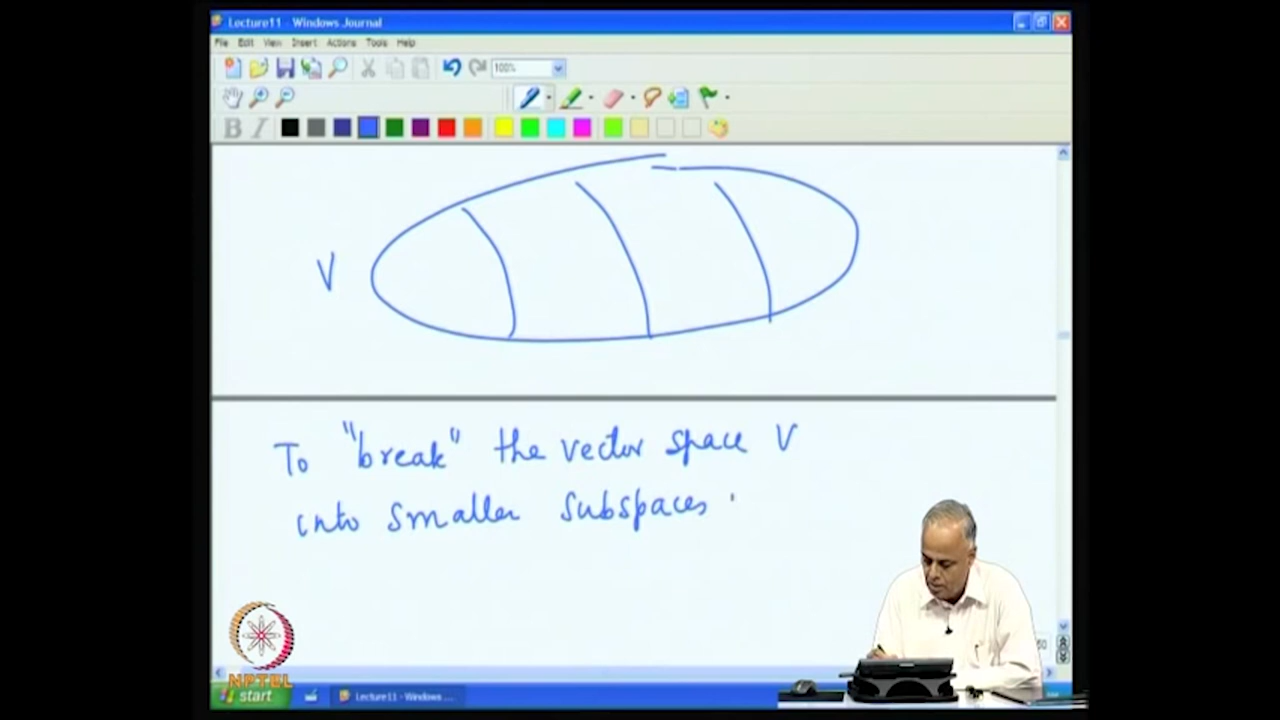 Lecture11 - Windows Journal
File Edit View Insert Actions Tools Help
100%
B I
V
To "break" the vector space V
into smaller subspaces
NPTEL
start Lecture11 - Windows ...